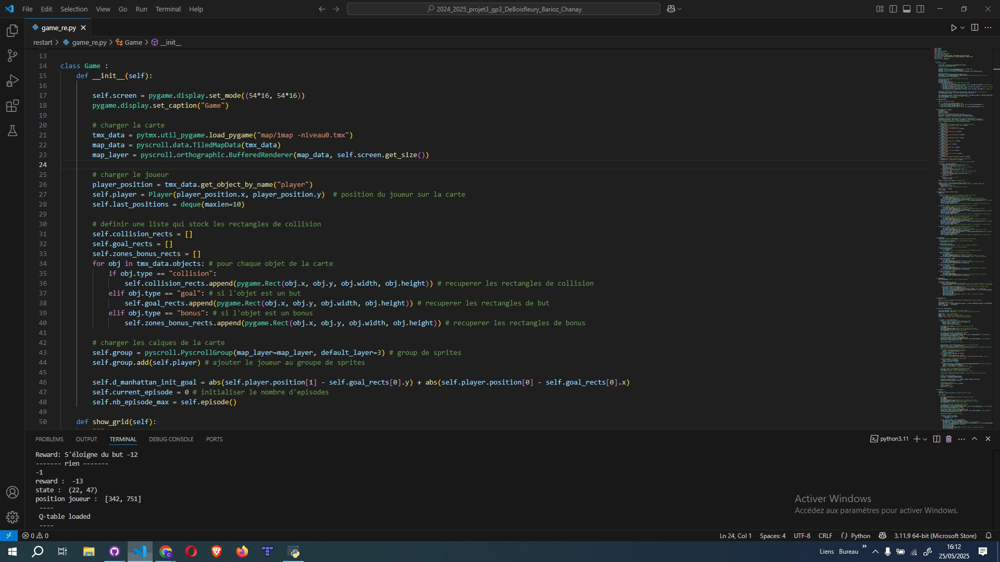 File Edit Selection View Go Run Terminal Help
2024_2025_projet3_gp3_DeBoisfleury_Barioz_Chanay
game_re.py
restart > game_re.py > Game > __init__
13
14 class Game :
15 def __init__(self):
16
17 self.screen = pygame.display.set_mode((54*16, 54*16))
18 pygame.display.set_caption("Game")
19
20 # charger la carte
21 tmx_data = pytmx.util_pygame.load_pygame("map/1map -niveau0.tmx")
22 map_data = pyscroll.data.TiledMapData(tmx_data)
23 map_layer = pyscroll.orthographic.BufferedRenderer(map_data, self.screen.get_size())
24
25 # charger le joueur
26 player_position = tmx_data.get_object_by_name("player")
27 self.player = Player(player_position.x, player_position.y) # position du joueur sur la carte
28 self.last_positions = deque(maxlen=10)
29
30 # definir une liste qui stock les rectangles de collision
31 self.collision_rects = []
32 self.goal_rects = []
33 self.zones_bonus_rects = []
34 for obj in tmx_data.objects: # pour chaque objet de la carte
35 if obj.type == "collision":
36 self.collision_rects.append(pygame.Rect(obj.x, obj.y, obj.width, obj.height)) # recuperer les rectangles de collision
37 elif obj.type == "goal": # si l'objet est un but
38 self.goal_rects.append(pygame.Rect(obj.x, obj.y, obj.width, obj.height)) # recuperer les rectangles de but
39 elif obj.type == "bonus": # si l'objet est un bonus
40 self.zones_bonus_rects.append(pygame.Rect(obj.x, obj.y, obj.width, obj.height)) # recuperer les rectangles de bonus
41
42 # charger les calques de la carte
43 self.group = pyscroll.PyscrollGroup(map_layer=map_layer, default_layer=3) # group de sprites
44 self.group.add(self.player) # ajouter le joueur au groupe de sprites
45
46 self.d_manhattan_init_goal = abs(self.player.position[1] - self.goal_rects[0].y) + abs(self.player.position[0] - self.goal_rects[0].x)
47 self.current_episode = 0 # initialiser le nombre d'episodes
48 self.nb_episode_max = self.episode()
49
50 def show_grid(self):
PROBLEMS OUTPUT TERMINAL DEBUG CONSOLE PORTS
python3.11
Reward: S'éloigne du but -12
------- rien -------
-1
reward : -13
state : (22, 47)
position joueur : [342, 751]
----
Q-table loaded
----
Activer Windows
Accédez aux paramètres pour activer Windows.
0 0 Ln 24, Col 1 Spaces: 4 UTF-8 CRLF Python 3.11.9 64-bit (Microsoft Store)
Liens Bureau
16:12
25/05/2025